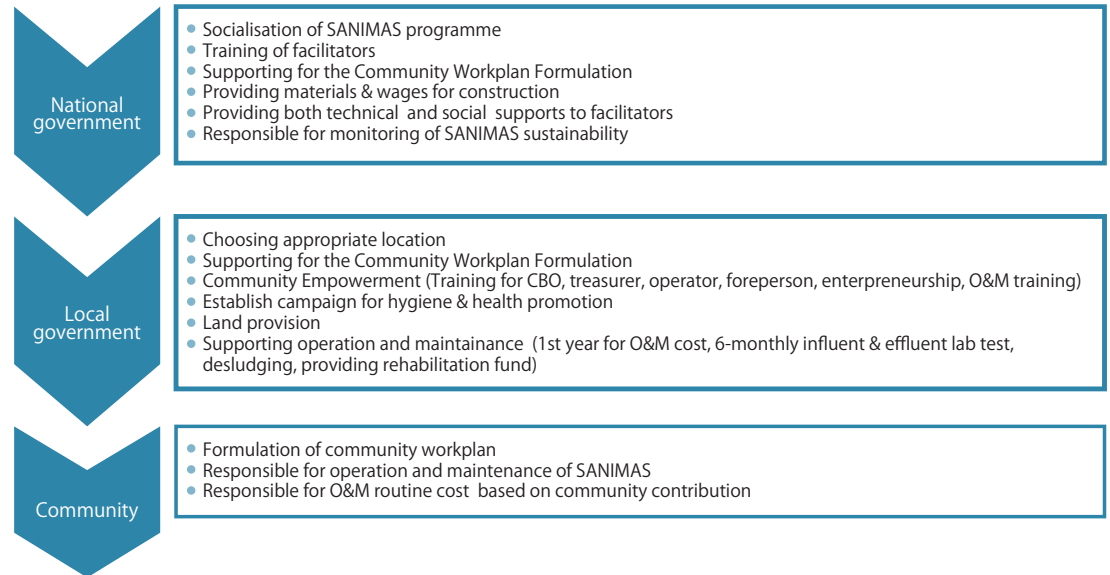 National
government
Socialisation of SANIMAS programme
Training of facilitators
Supporting for the Community Workplan Formulation
Providing materials & wages for construction
Providing both technical and social supports to facilitators
Responsible for monitoring of SANIMAS sustainability
Local
government
Choosing appropriate location
Supporting for the Community Workplan Formulation
Community Empowerment (Training for CBO, treasurer, operator, foreperson, enterpreneurship, O&M training)
Establish campaign for hygiene & health promotion
Land provision
Supporting operation and maintainance (1st year for O&M cost, 6-monthly influent & effluent lab test,
desludging, providing rehabilitation fund)
Community
Formulation of community workplan
Responsible for operation and maintenance of SANIMAS
Responsible for O&M routine cost based on community contribution